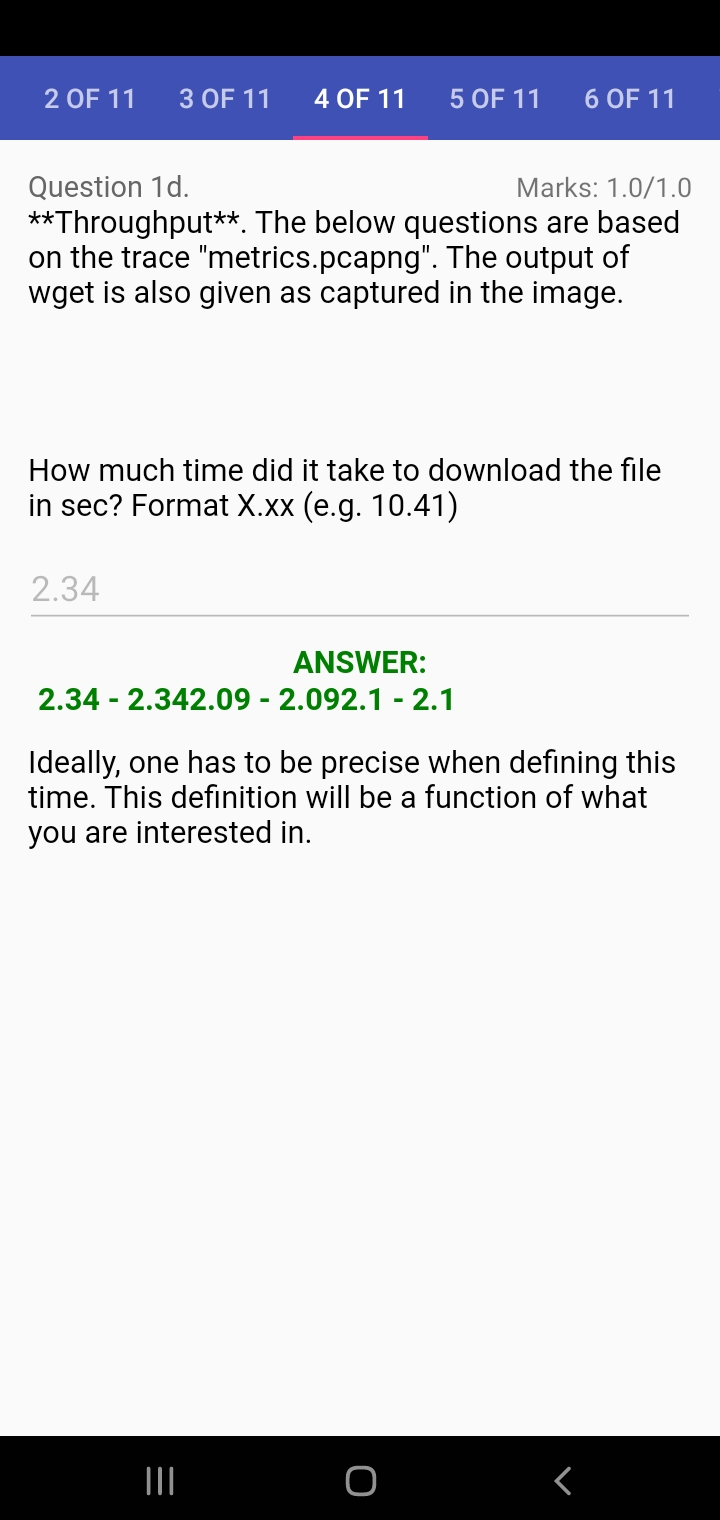 2 OF 11 3 OF 11 4 OF 11 5 OF 11 6 OF 11
Question 1d. Marks: 1.0/1.0
**Throughput**. The below questions are based
on the trace "metrics.pcapng". The output of
wget is also given as captured in the image.
How much time did it take to download the file
in sec? Format X.xx (e.g. 10.41)
2.34
ANSWER:
2.34 - 2.342.09 - 2.092.1 - 2.1
Ideally, one has to be precise when defining this
time. This definition will be a function of what
you are interested in.